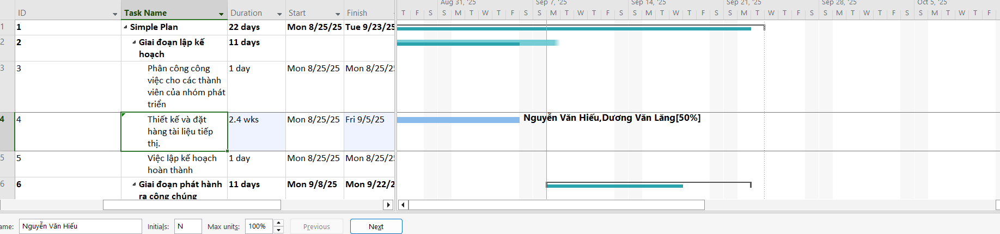 Aug 31, '25 Sep 7, '25 Sep 14, '25 Sep 21, '25 Sep 28, '25 Oct 5, '25
ID Task Name Duration Start Finish T F S S M T W T F S S M T W T F S S M T W T F S S M T W T F S S M T W T F S S M T W T F
1 1 Simple Plan 22 days Mon 8/25/25 Tue 9/23/25
2 2 Giai đoạn lập kế 11 days
hoạch
3 3 Phân công công 1 day Mon 8/25/25 Mon 8/25/2
việc cho các thành
viên của nhóm phát
triển
4 4 Thiết kế và đặt 2.4 wks Mon 8/25/25 Fri 9/5/25 Nguyễn Văn Hiếu,Dương Văn Lăng[50%]
hàng tài liệu tiếp
thị.
5 5 Việc lập kế hoạch 1 day Mon 8/25/25 Mon 8/25/2
hoàn thành
6 6 Giai đoạn phát hành 11 days Mon 9/8/25 Mon 9/22/2
ra công chúng
ame: Nguyễn Văn Hiếu Initials: N Max units: 100% Previous Next